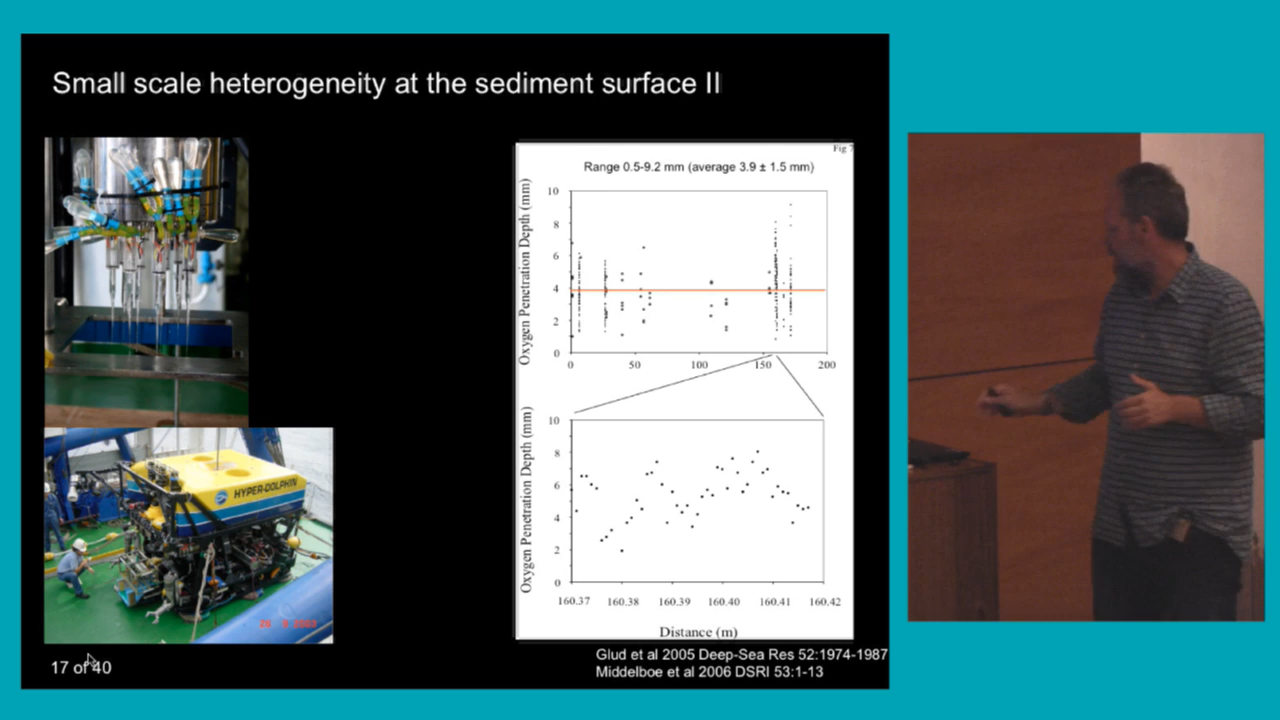 Small scale heterogeneity at the sediment surface II
Fig 7
Range 0.5-9.2 mm (average 3.9 ± 1.5 mm)
Oxygen Penetration Depth (mm)
10
8
6
4
2
0
0 50 100 150 200
Oxygen Penetration Depth (mm)
10
8
6
4
2
0
160.37 160.38 160.39 160.40 160.41 160.42
Distance (m)
HYPER-DOLPHIN
Glud et al 2005 Deep-Sea Res 52:1974-1987
Middelboe et al 2006 DSRI 53:1-13
17 of 40